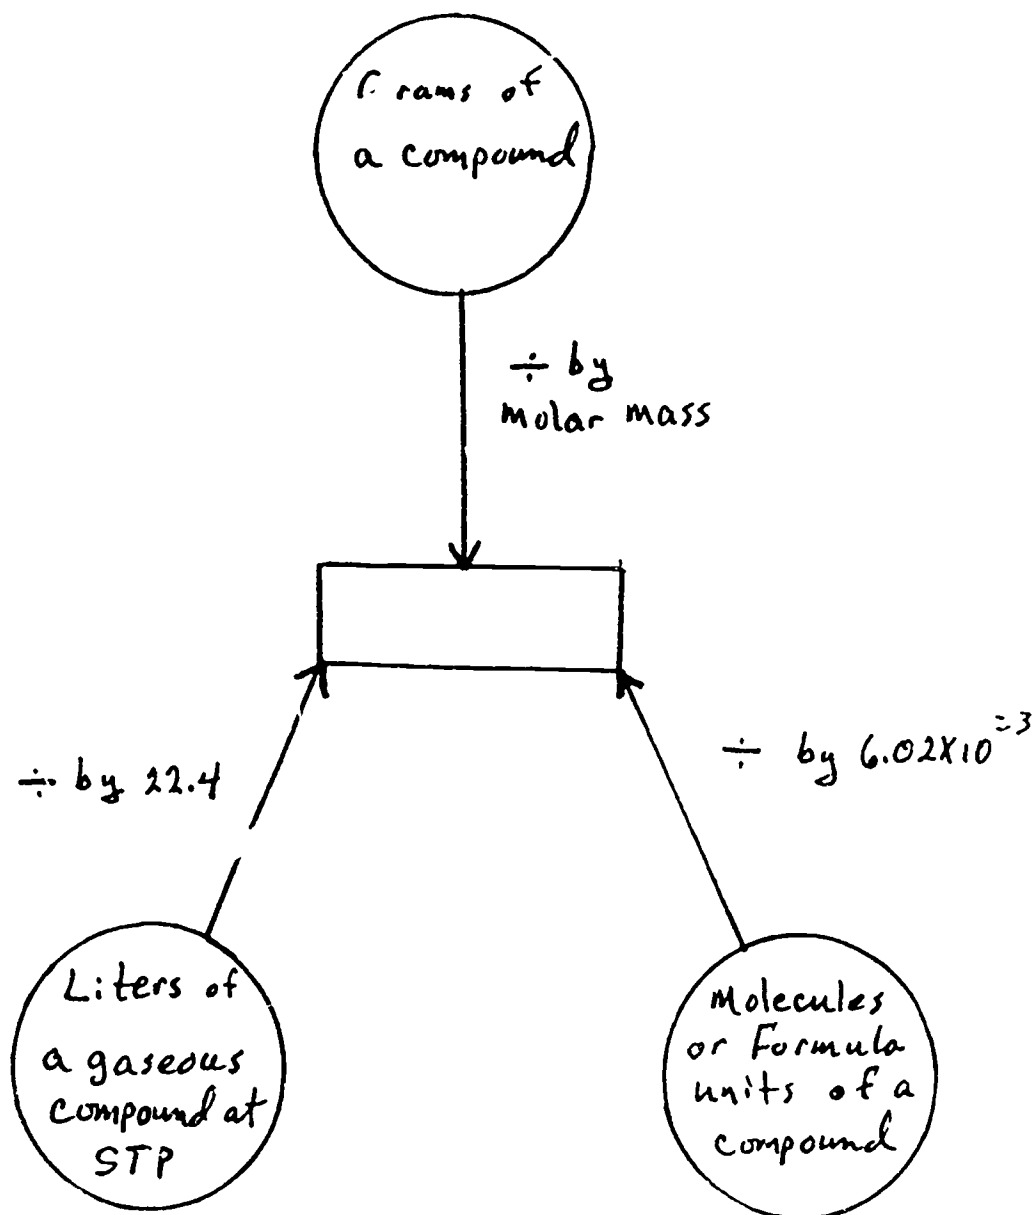 Grams of
a compound
÷ by
molar mass
÷ by 22.4
÷ by 6.02X10
Liters of
a gaseous
compound at
STP
Molecules
or Formula
units of a
compound